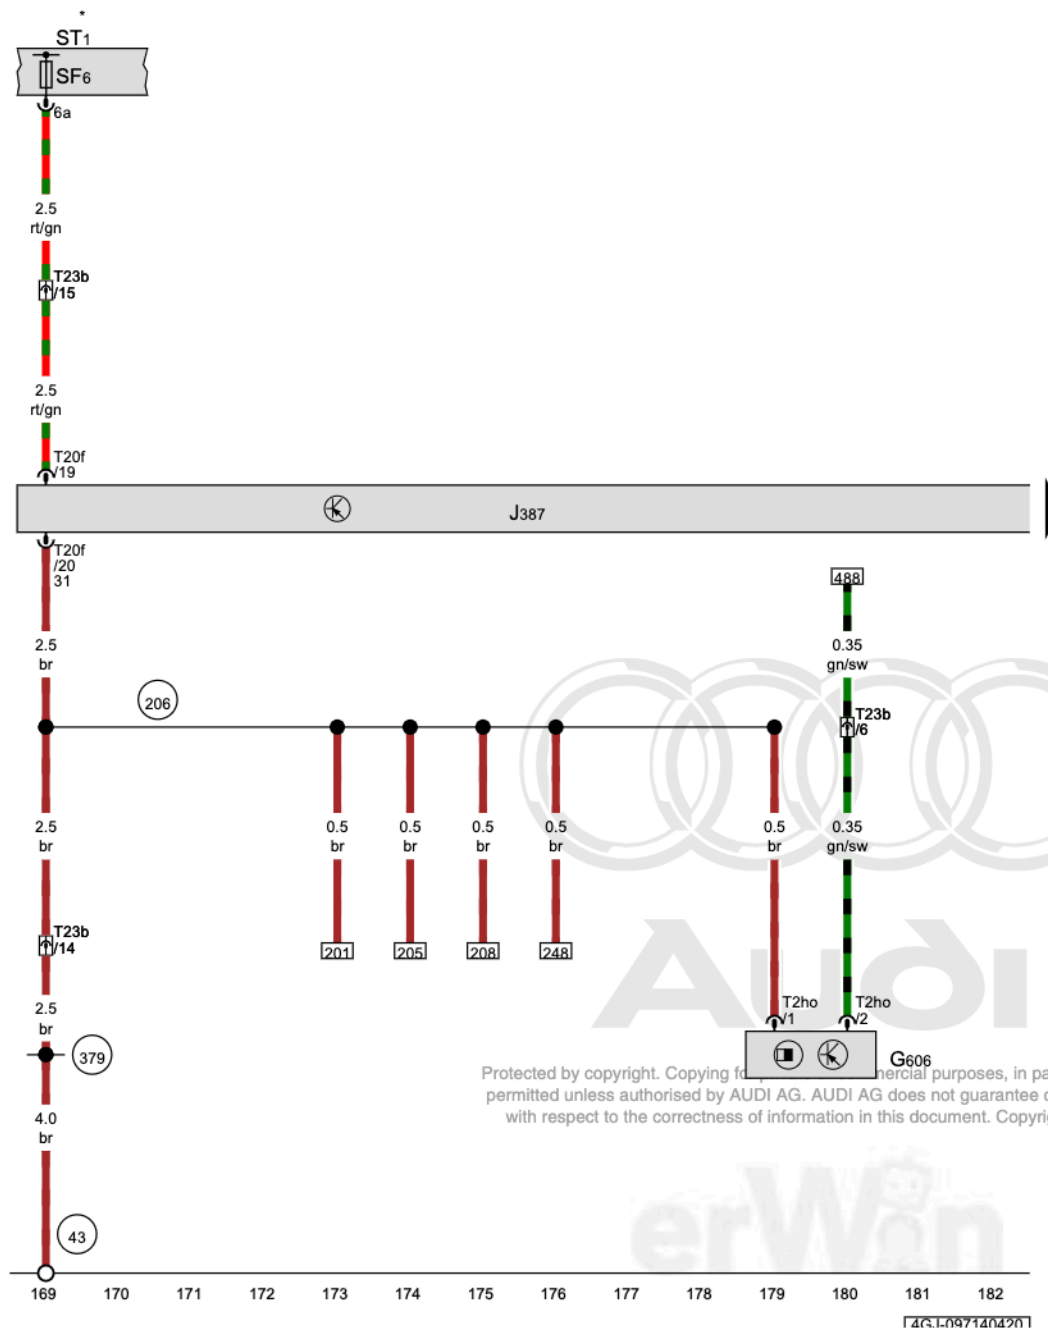 *
ST1
SF6
6a
2.5
rt/gn
T23b
/15
2.5
rt/gn
T20f
/19
J387
T20f
/20
31
488
2.5
br
0.35
gn/sw
206
T23b
/6
2.5
br
0.5
br
0.5
br
0.5
br
0.5
br
0.5
br
0.35
gn/sw
T23b
/14
201
205
208
248
Audi
2.5
br
T2ho
/1
T2ho
/2
379
G606
Protected by copyright. Copying fo mercial purposes, in pa
permitted unless authorised by AUDI AG. AUDI AG does not guarantee
with respect to the correctness of information in this document. Copyri
4.0
br
erWin
43
169 170 171 172 173 174 175 176 177 178 179 180 181 182
4GJ-097140420